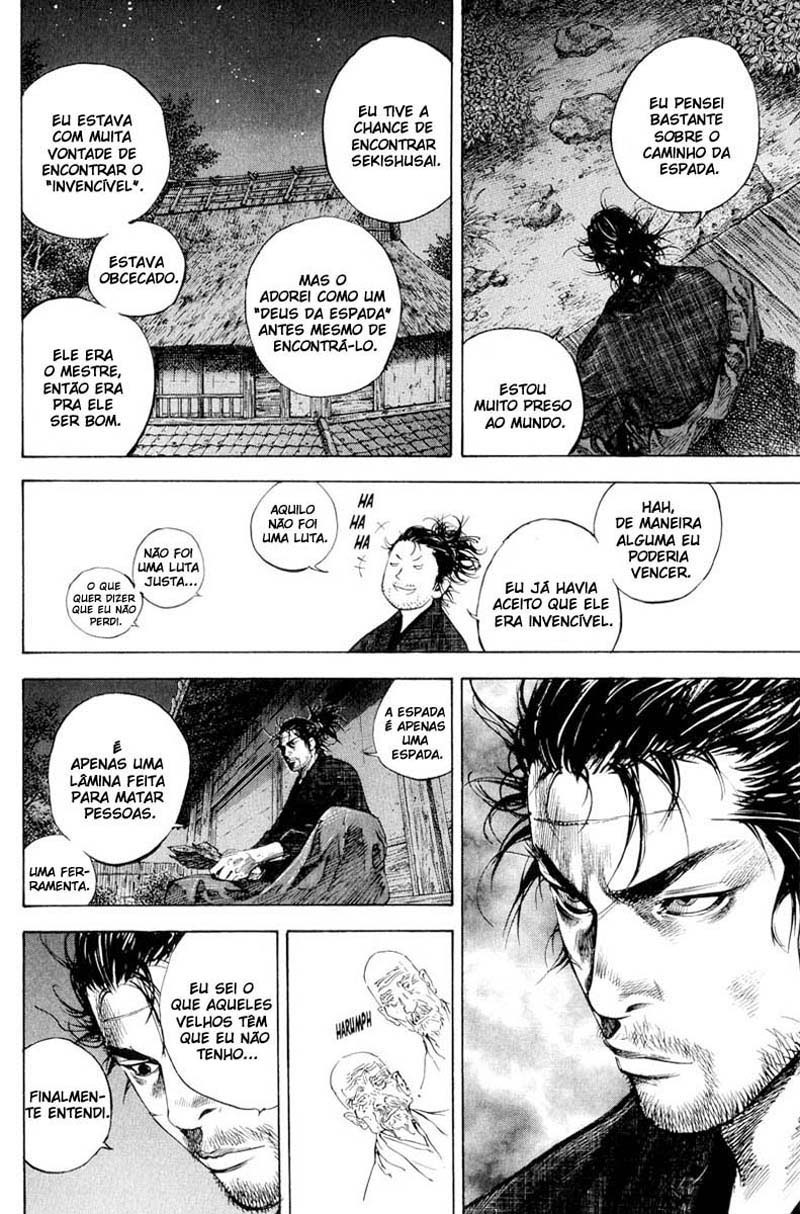 EU PENSEI
BASTANTE
SOBRE O
CAMINHO DA
ESPADA.
ESTOU
MUITO PRESO
AO MUNDO.
EU TIVE A
CHANCE DE
ENCONTRAR
SEKISHUSAI.
MAS O
ADOREI COMO UM
"DEUS DA ESPADA"
ANTES MESMO DE
ENCONTRÁ-LO.
EU ESTAVA
COM MUITA
VONTADE DE
ENCONTRAR O
"INVENCÍVEL".
ESTAVA
OBCECADO.
ELE ERA
O MESTRE,
ENTÃO ERA
PRA ELE
SER BOM.
HAH,
DE MANEIRA
ALGUMA EU
PODERIA
VENCER.
EU JÁ HAVIA
ACEITO QUE ELE
ERA INVENCÍVEL.
HA
HA
HA
AQUILO
NÃO FOI
UMA LUTA.
NÃO FOI
UMA LUTA
JUSTA...
O QUE
QUER DIZER
QUE EU NÃO
PERDI.
A ESPADA
É APENAS
UMA
ESPADA.
É
APENAS UMA
LÂMINA FEITA
PARA MATAR
PESSOAS.
UMA FER-
RAMENTA.
HARUMPH
EU SEI O
QUE AQUELES
VELHOS TÊM
QUE EU NÃO
TENHO...
FINALMEN-
TE ENTENDI.